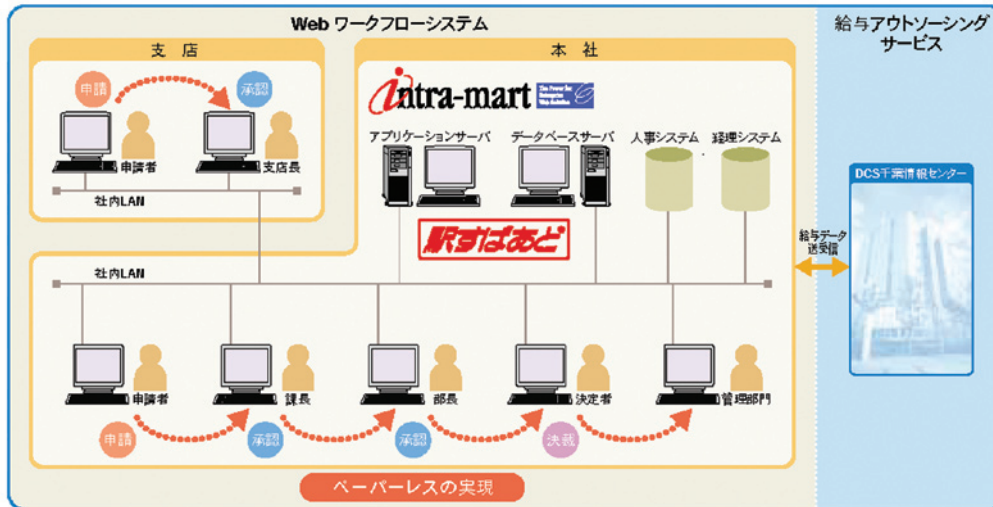 Web ワークフローシステム
給与アウトソーシング
サービス
支 店
本 社
申請
承認
申請者
支店長
社内LAN
intra-mart
アプリケーションサーバ
データベースサーバ
人事システム
経理システム
駅すぱあと
社内LAN
給与データ
送受信
DCS千葉情報センター
申請者
課長
部長
決定者
管理部門
申請
承認
承認
決裁
ペーパーレスの実現